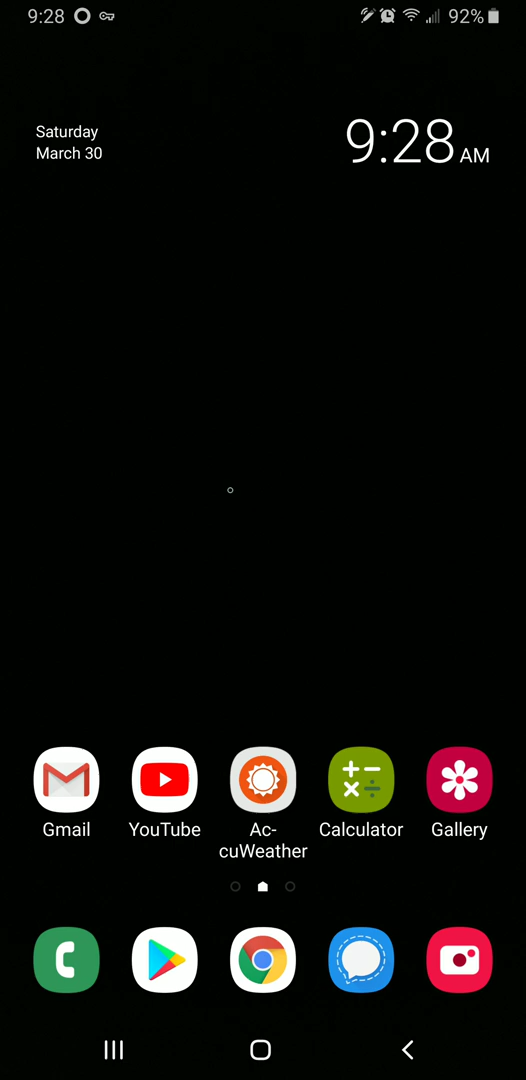 9:28 92%
Saturday
March 30
9:28 AM
Gmail YouTube Ac- Calculator Gallery
cuWeather